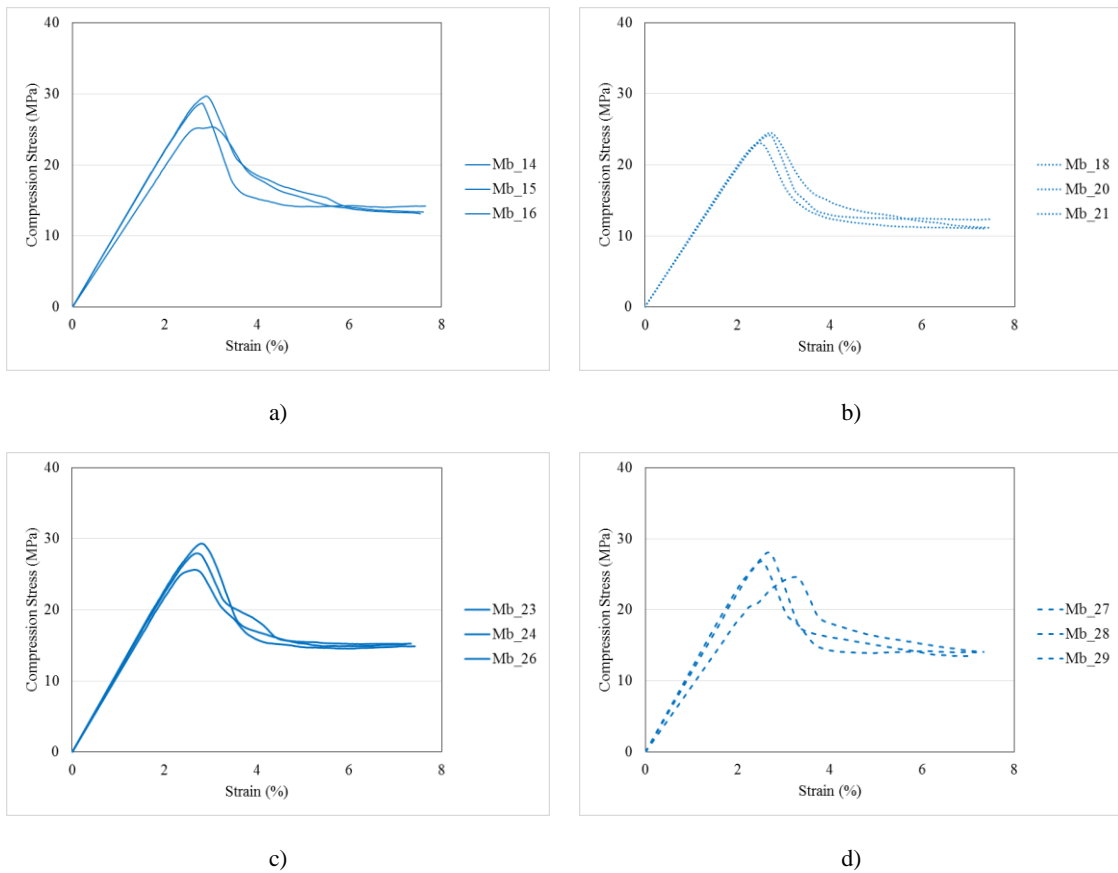 40
30
20
10
0
Compression Stress (MPa)
0 2 4 6 8
Strain (%)
Mb_14
Mb_15
Mb_16
a)
40
30
20
10
0
Compression Stress (MPa)
0 2 4 6 8
Strain (%)
Mb_18
Mb_20
Mb_21
b)
40
30
20
10
0
Compression Stress (MPa)
0 2 4 6 8
Strain (%)
Mb_23
Mb_24
Mb_26
c)
40
30
20
10
0
Compression Stress (MPa)
0 2 4 6 8
Strain (%)
Mb_27
Mb_28
Mb_29
d)